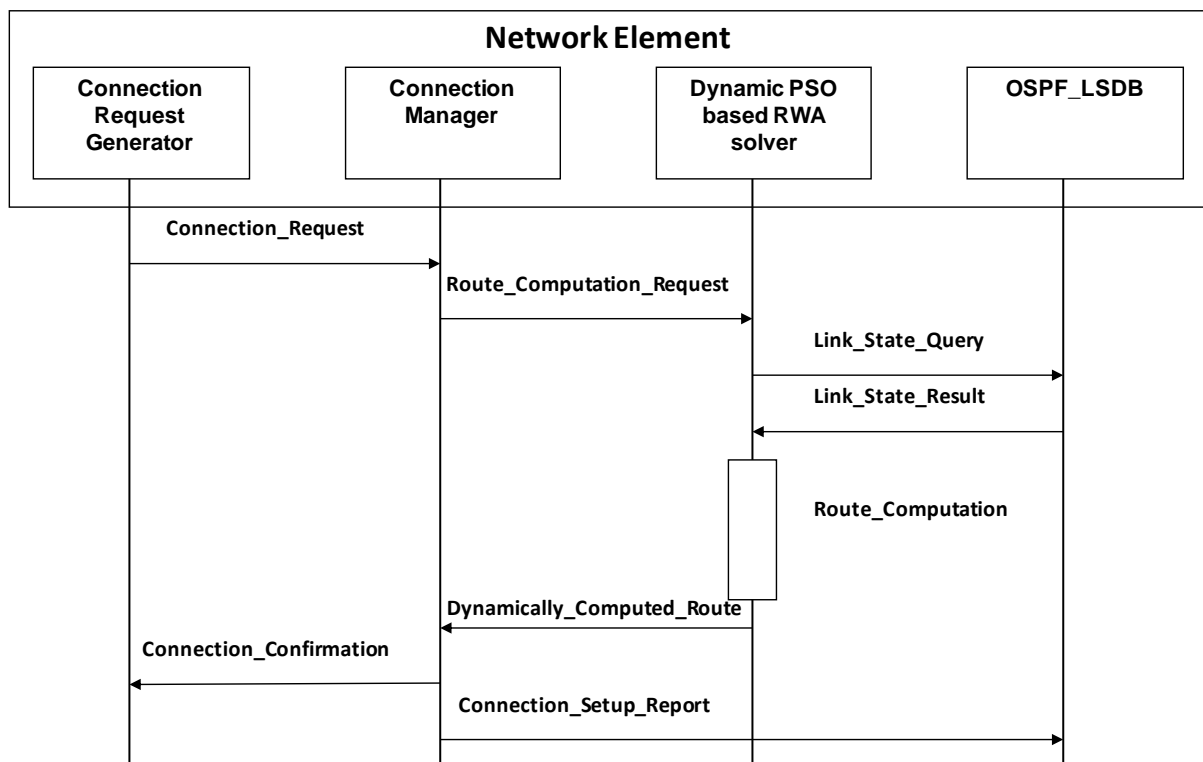 Network Element
Connection
Request
Generator
Connection
Manager
Dynamic PSO
based RWA
solver
OSPF_LSDB
Connection_Request
Route_Computation_Request
Link_State_Query
Link_State_Result
Route_Computation
Dynamically_Computed_Route
Connection_Confirmation
Connection_Setup_Report